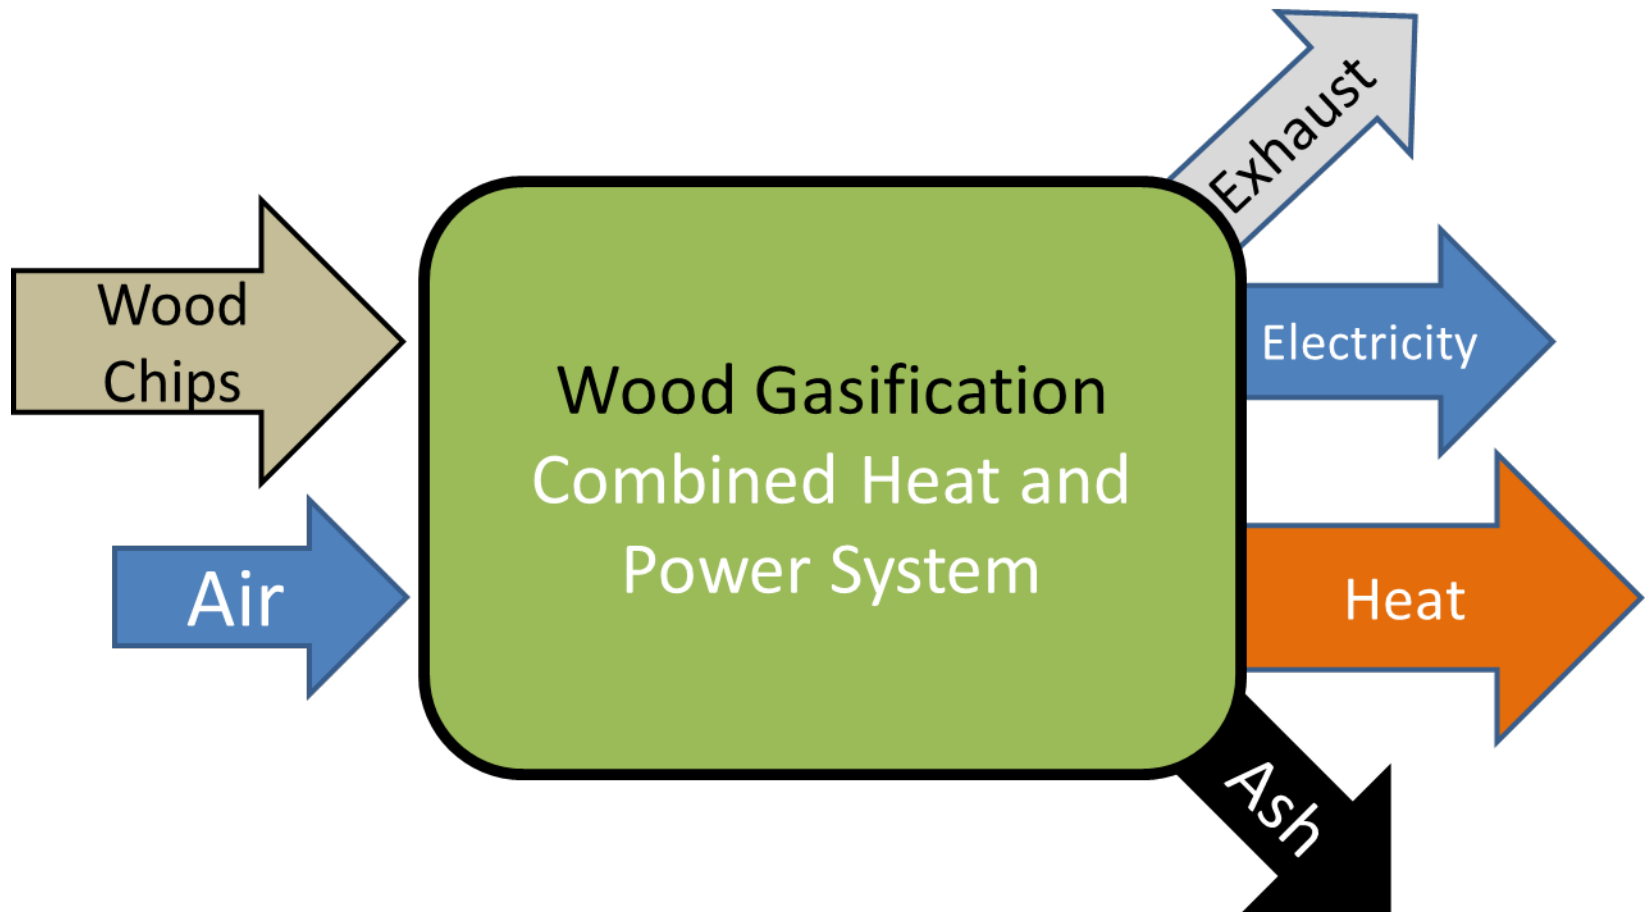 Wood
Chips
Air
Wood Gasification
Combined Heat and
Power System
Exhaust
Electricity
Heat
Ash